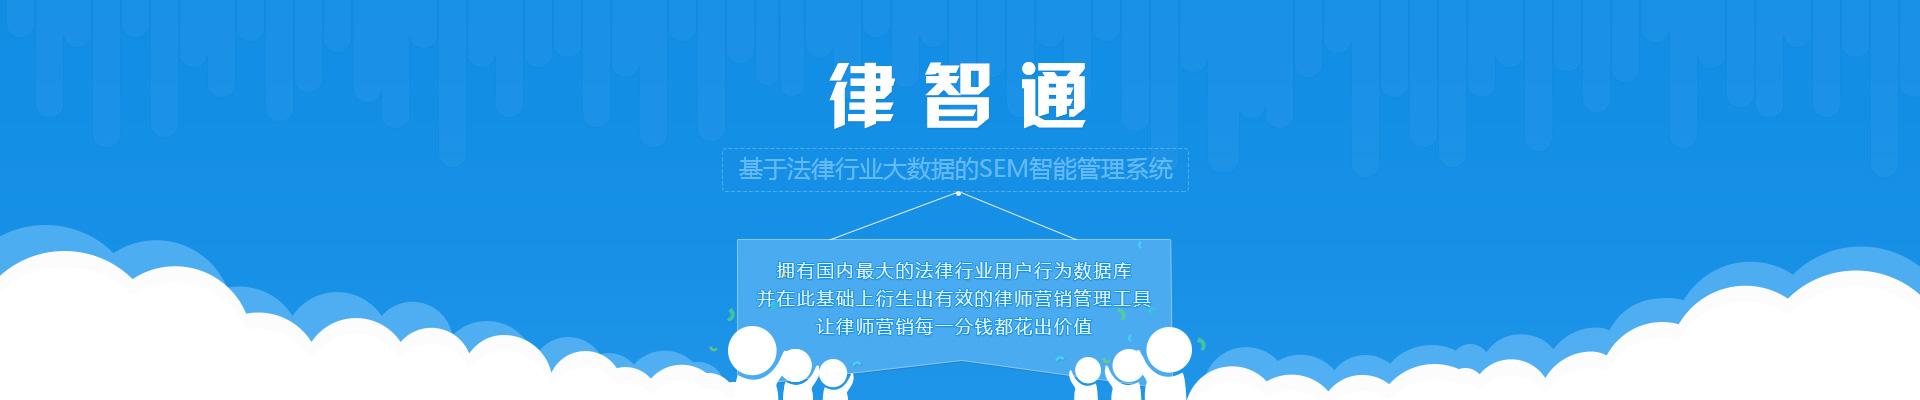 律智通
基于法律行业大数据的SEM智能管理系统
拥有国内最大的法律行业用户行为数据库
并在此基础上衍生出有效的律师营销管理工具
让律师营销每一分钱都花出价值